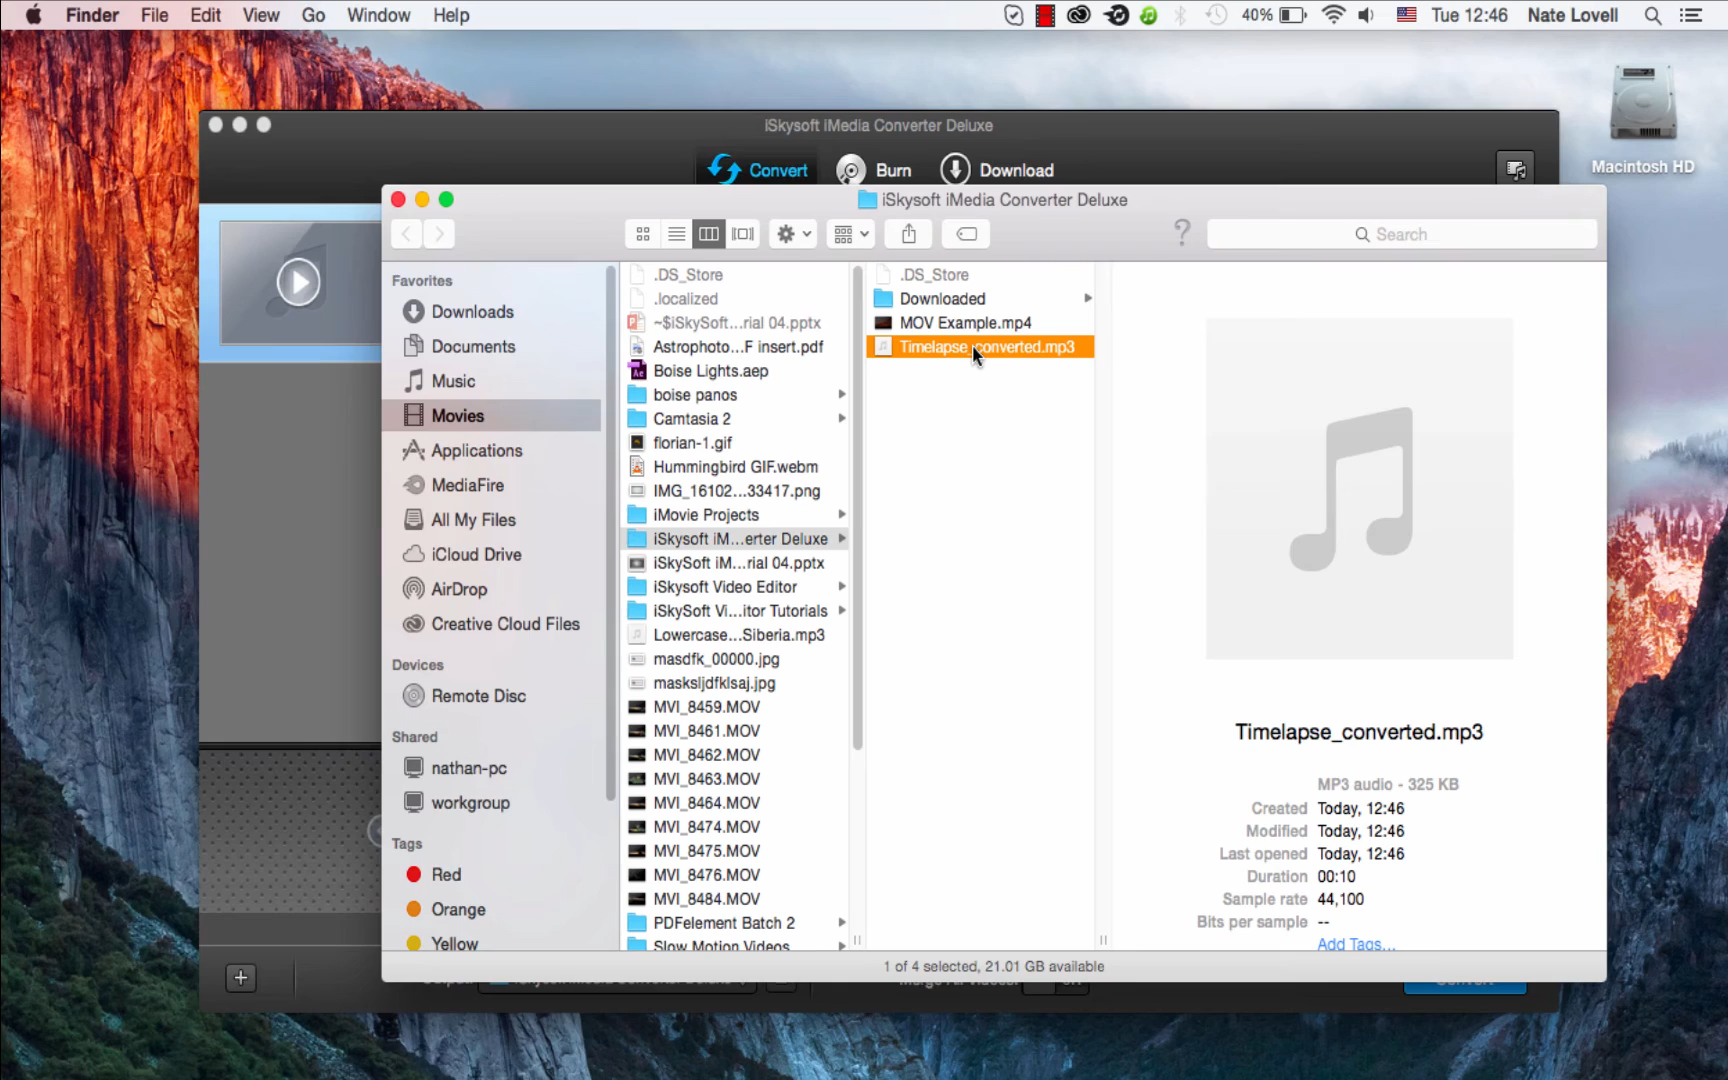 Finder File Edit View Go Window Help 40% Tue 12:46 Nate Lovell
Macintosh HD
iSkysoft iMedia Converter Deluxe
Convert Burn Download
iSkysoft iMedia Converter Deluxe
? Search
Favorites
Downloads
Documents
Music
Movies
Applications
MediaFire
All My Files
iCloud Drive
AirDrop
Creative Cloud Files
Devices
Remote Disc
Shared
nathan-pc
workgroup
Tags
Red
Orange
Yellow
.DS_Store
.localized
~$iSkySoft...rial 04.pptx
Astrophoto...F insert.pdf
Boise Lights.aep
boise panos
Camtasia 2
florian-1.gif
Hummingbird GIF.webm
IMG_16102...33417.png
iMovie Projects
iSkysoft iM...erter Deluxe
iSkySoft iM...rial 04.pptx
iSkysoft Video Editor
iSkySoft Vi...itor Tutorials
Lowercase...Siberia.mp3
masdfk_00000.jpg
masksljdfklsaj.jpg
MVI_8459.MOV
MVI_8461.MOV
MVI_8462.MOV
MVI_8463.MOV
MVI_8464.MOV
MVI_8474.MOV
MVI_8475.MOV
MVI_8476.MOV
MVI_8484.MOV
PDFelement Batch 2
Slow Motion Videos
.DS_Store
Downloaded
MOV Example.mp4
Timelapse_converted.mp3
Timelapse_converted.mp3
MP3 audio - 325 KB
Created Today, 12:46
Modified Today, 12:46
Last opened Today, 12:46
Duration 00:10
Sample rate 44,100
Bits per sample --
Add Tags...
1 of 4 selected, 21.01 GB available